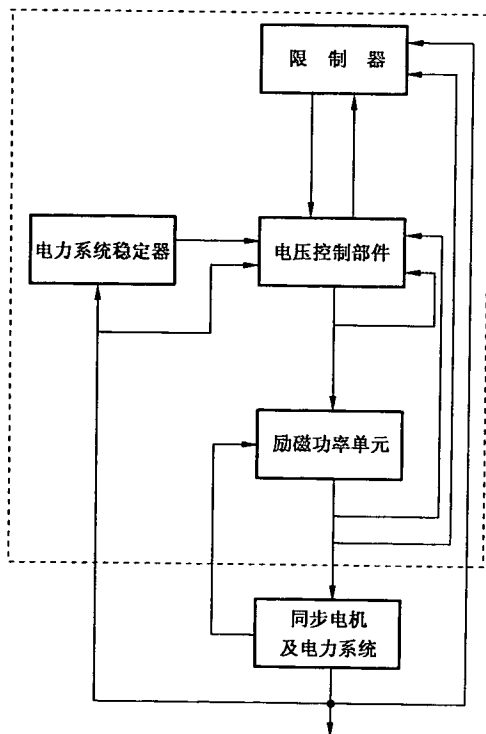 限制器
电力系统稳定器
电压控制部件
励磁功率单元
同步电机
及电力系统